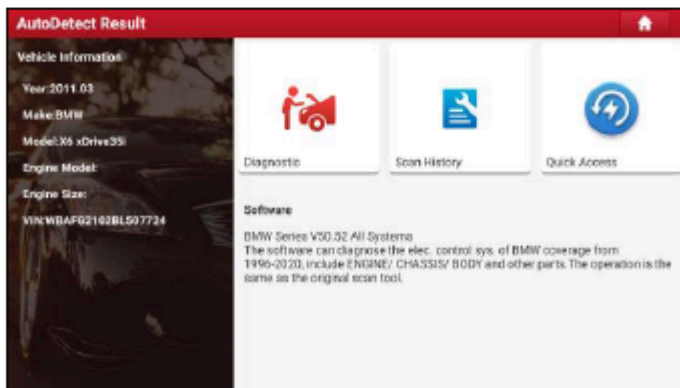 AutoDetect Result
Vehicle Information
Year:2011.03
Make:BMW
Model:X6 xDrive35i
Engine Model:
Engine Size:
VIN:WBAFG2102BL507724
Diagnostic
Scan History
Quick Access
Software
BMW Series V50.52 All Systems
The software can diagnose the elec. control sys. of BMW coverage from
1996-2020, include ENGINE/ CHASSIS/ BODY and other parts. The operation is the
same as the original scan tool.